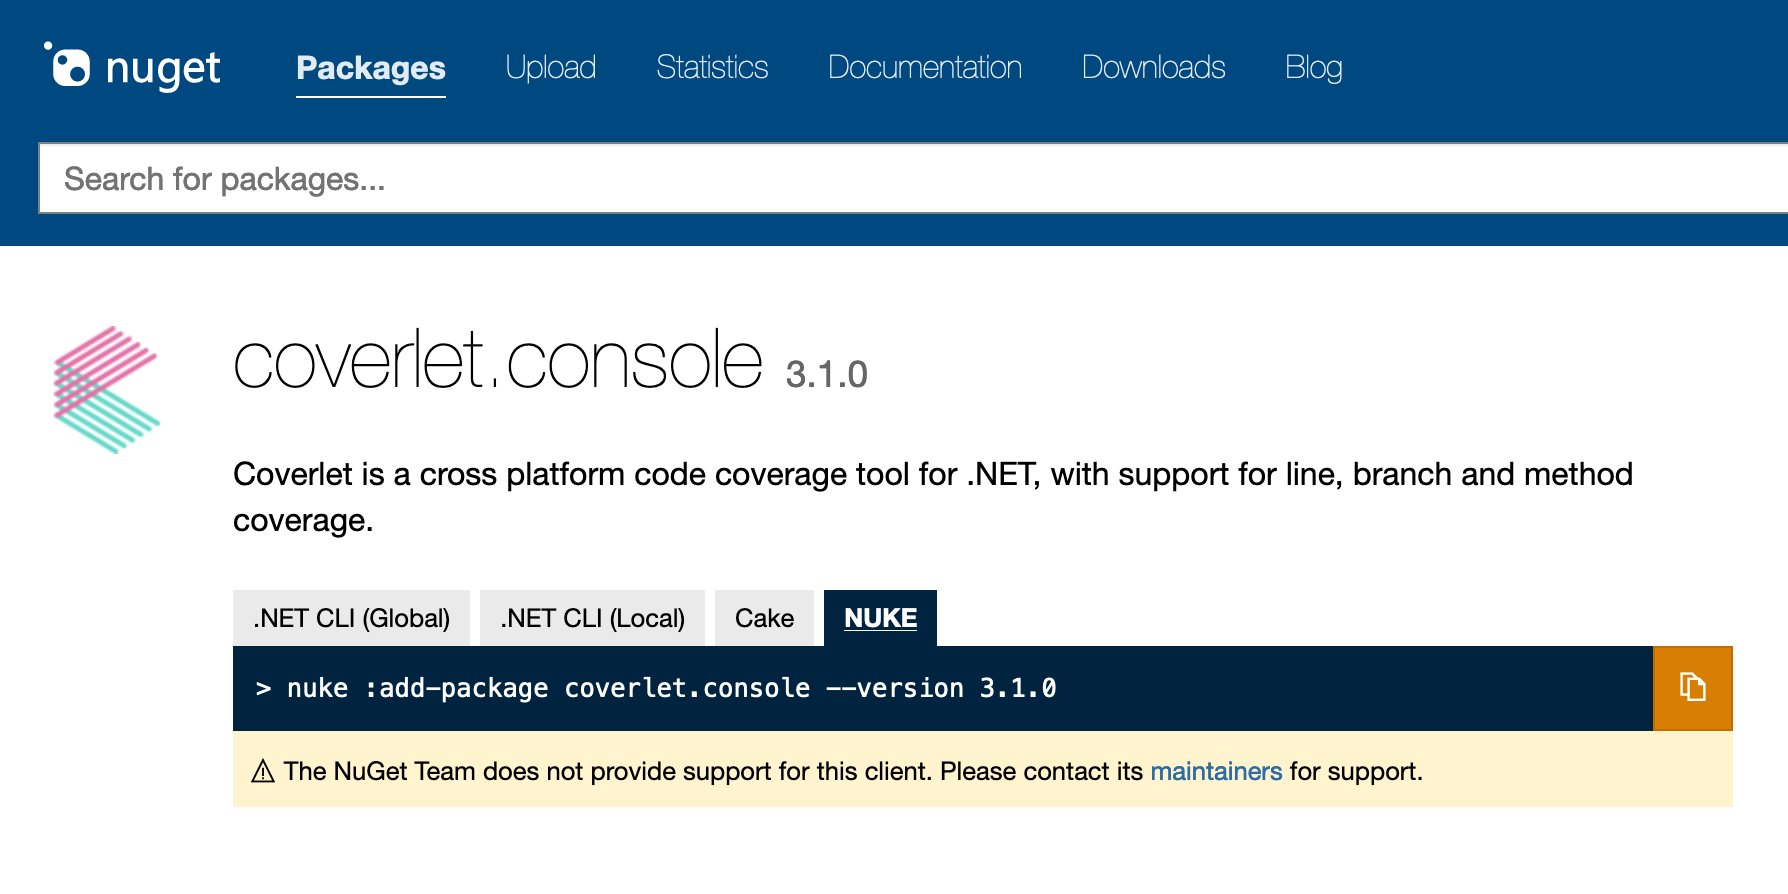 nuget
Packages Upload Statistics Documentation Downloads Blog
Search for packages...
coverlet.console 3.1.0
Coverlet is a cross platform code coverage tool for .NET, with support for line, branch and method
coverage.
.NET CLI (Global) .NET CLI (Local) Cake NUKE
> nuke :add-package coverlet.console --version 3.1.0
⚠ The NuGet Team does not provide support for this client. Please contact its maintainers for support.